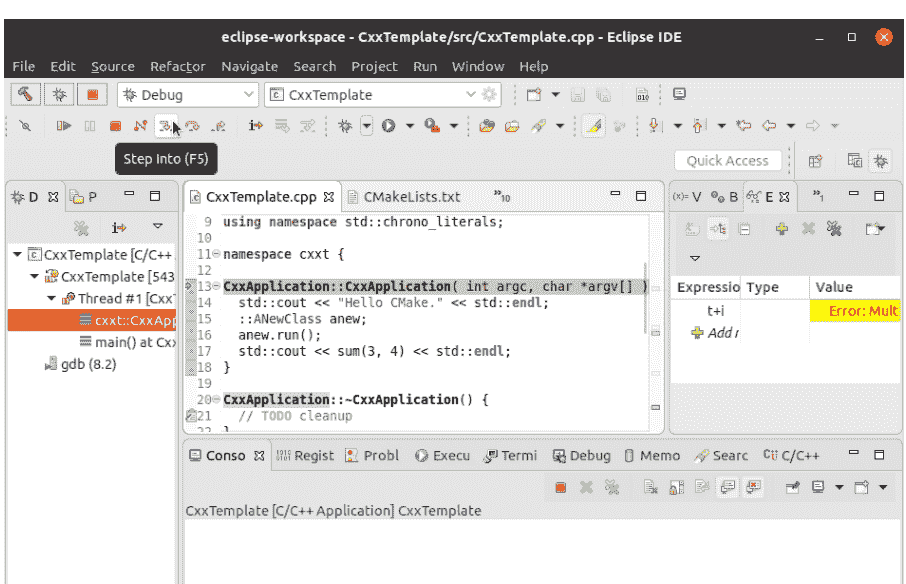 eclipse-workspace - CxxTemplate/src/CxxTemplate.cpp - Eclipse IDE
File Edit Source Refactor Navigate Search Project Run Window Help
Debug CxxTemplate
Step Into (F5)
Quick Access
D P
CxxTemplate [C/C++
CxxTemplate [543
Thread #1 [Cxx
cxxt::CxxApp
main() at Cx
gdb (8.2)
CxxTemplate.cpp CMakeLists.txt »10
9 using namespace std::chrono_literals;
10
11 namespace cxxt {
12
13 CxxApplication::CxxApplication( int argc, char *argv[] )
14 std::cout << "Hello CMake." << std::endl;
15 ::ANewClass anew;
16 anew.run();
17 std::cout << sum(3, 4) << std::endl;
18 }
19
20 CxxApplication::~CxxApplication() {
21 // TODO cleanup
22 }
(x)= V B E »1
Expressio Type Value
t+i Error: Mult
Add
Conso Regist Probl Execu Termi Debug Memo Searc C/C++
CxxTemplate [C/C++ Application] CxxTemplate